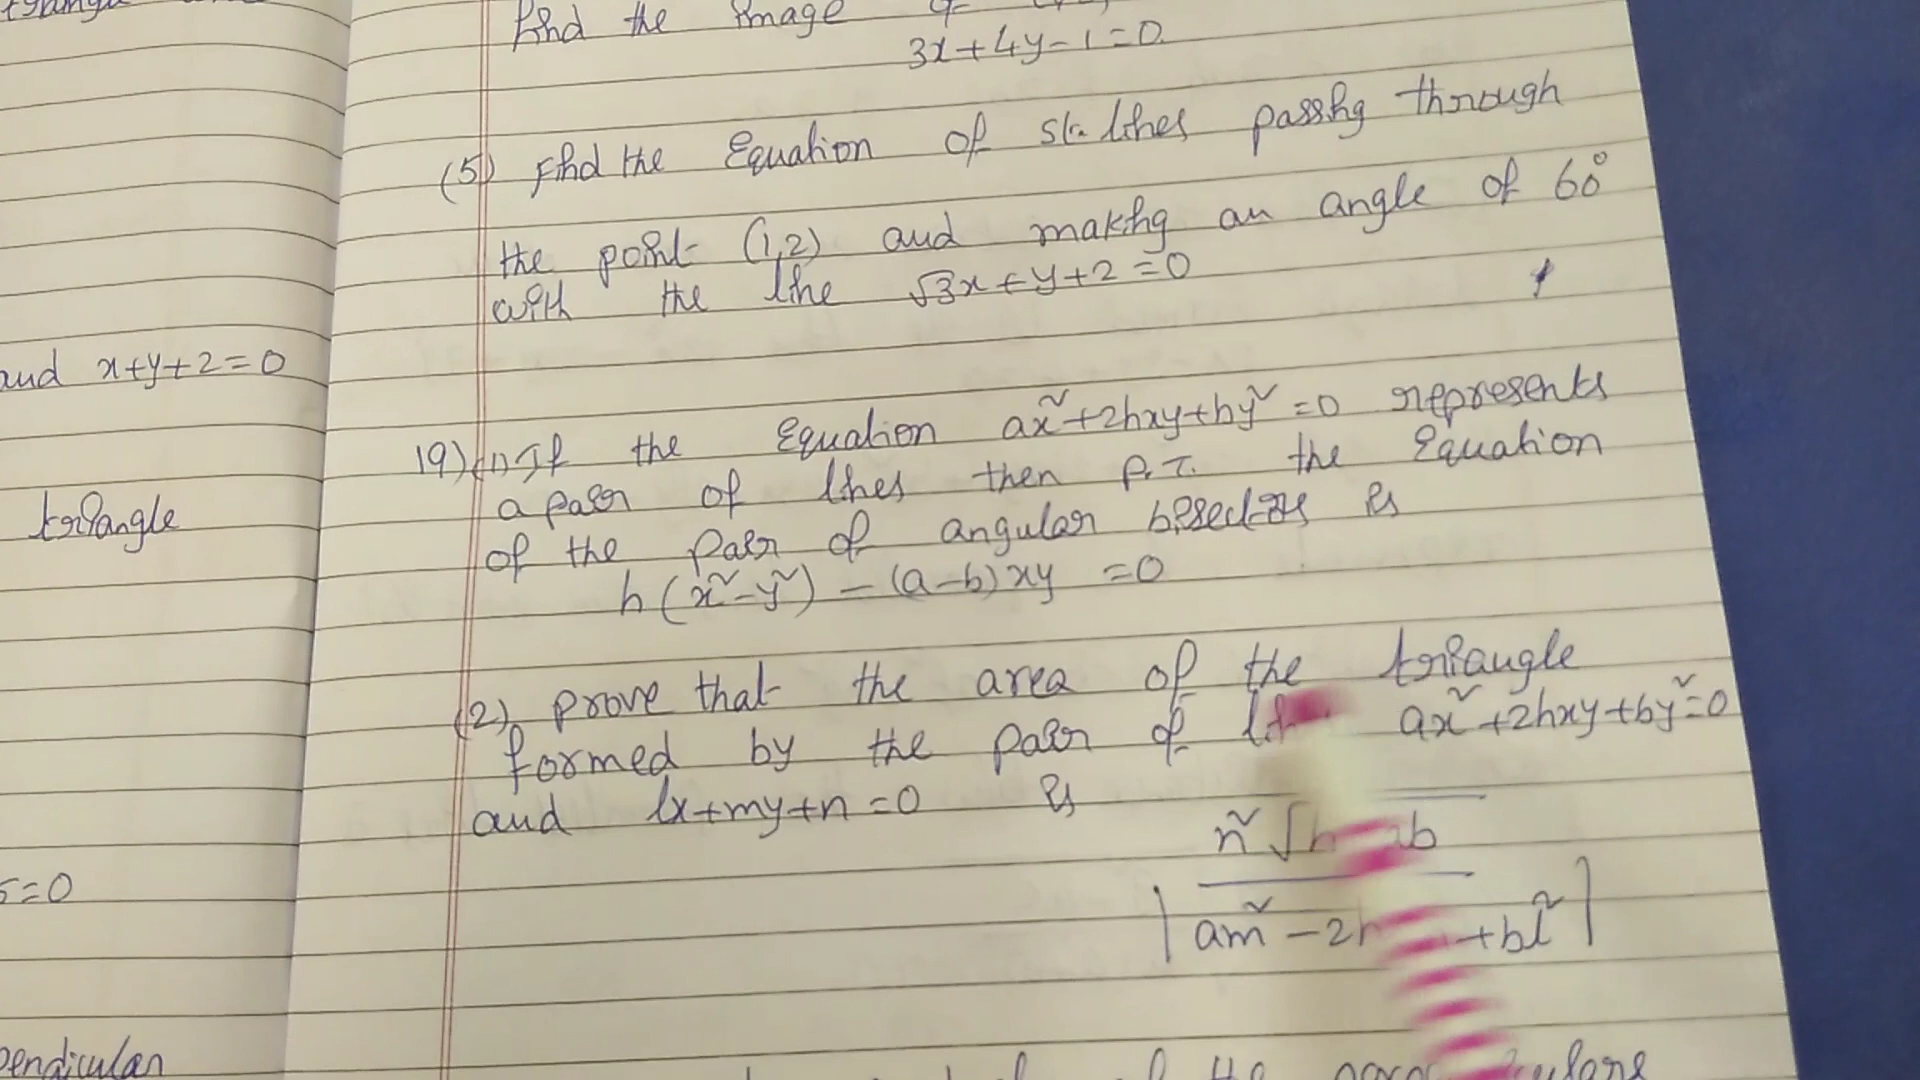 and x+y+2=0
triangle
=0
Find the image of
3x+4y-1=0
(5) Find the Equation of St. lines passing through
the point (1,2) and making an angle of 60°
with the line √3x+y+2=0
19) (1) If the Equation ax²+2hxy+by²=0 represents
a pair of lines then P.T. the Equation
of the pair of angular bisectors is
h(x²-y²)-(a-b)xy=0
(2) prove that the area of the triangle
formed by the pair of ax²+2hxy+by²=0
and lx+my+n=0 is
n²√
|am²-2h +bl²|
the